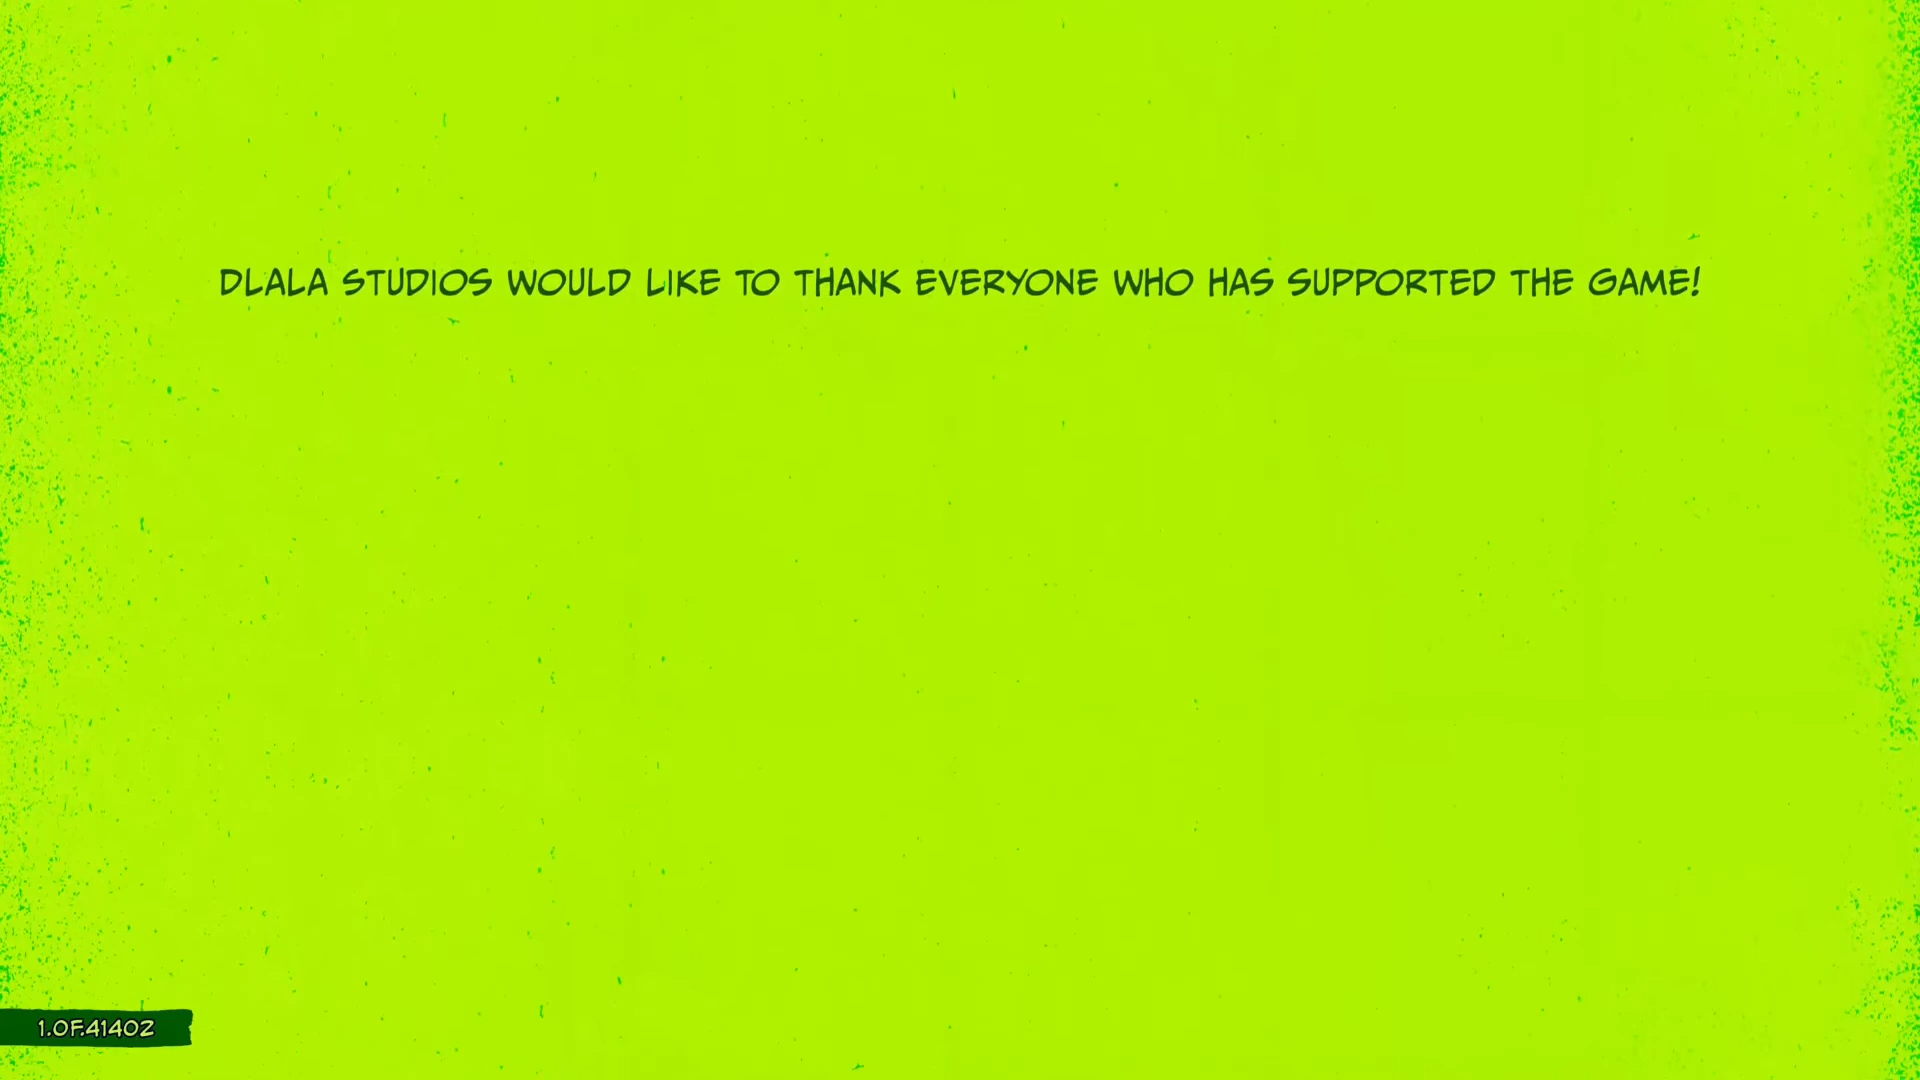 DLALA STUDIOS WOULD LIKE TO THANK EVERYONE WHO HAS SUPPORTED THE GAME!
1.0F.41402